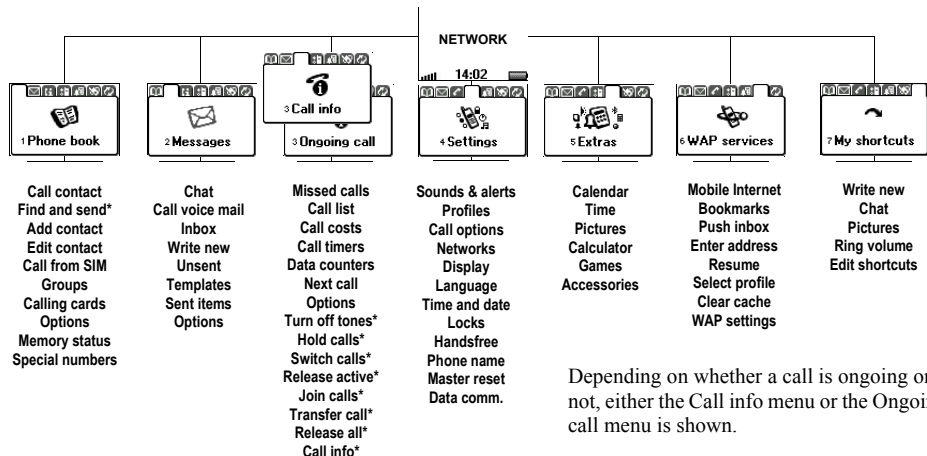 NETWORK
14:02
1 Phone book
2 Messages
3 Call info
3 Ongoing call
4 Settings
5 Extras
6 WAP services
7 My shortcuts
Call contact
Find and send*
Add contact
Edit contact
Call from SIM
Groups
Calling cards
Options
Memory status
Special numbers
Chat
Call voice mail
Inbox
Write new
Unsent
Templates
Sent items
Options
Missed calls
Call list
Call costs
Call timers
Data counters
Next call
Options
Turn off tones*
Hold calls*
Switch calls*
Release active*
Join calls*
Transfer call*
Release all*
Call info*
Sounds & alerts
Profiles
Call options
Networks
Display
Language
Time and date
Locks
Handsfree
Phone name
Master reset
Data comm.
Calendar
Time
Pictures
Calculator
Games
Accessories
Mobile Internet
Bookmarks
Push inbox
Enter address
Resume
Select profile
Clear cache
WAP settings
Write new
Chat
Pictures
Ring volume
Edit shortcuts
Depending on whether a call is ongoing or
not, either the Call info menu or the Ongoin
call menu is shown.